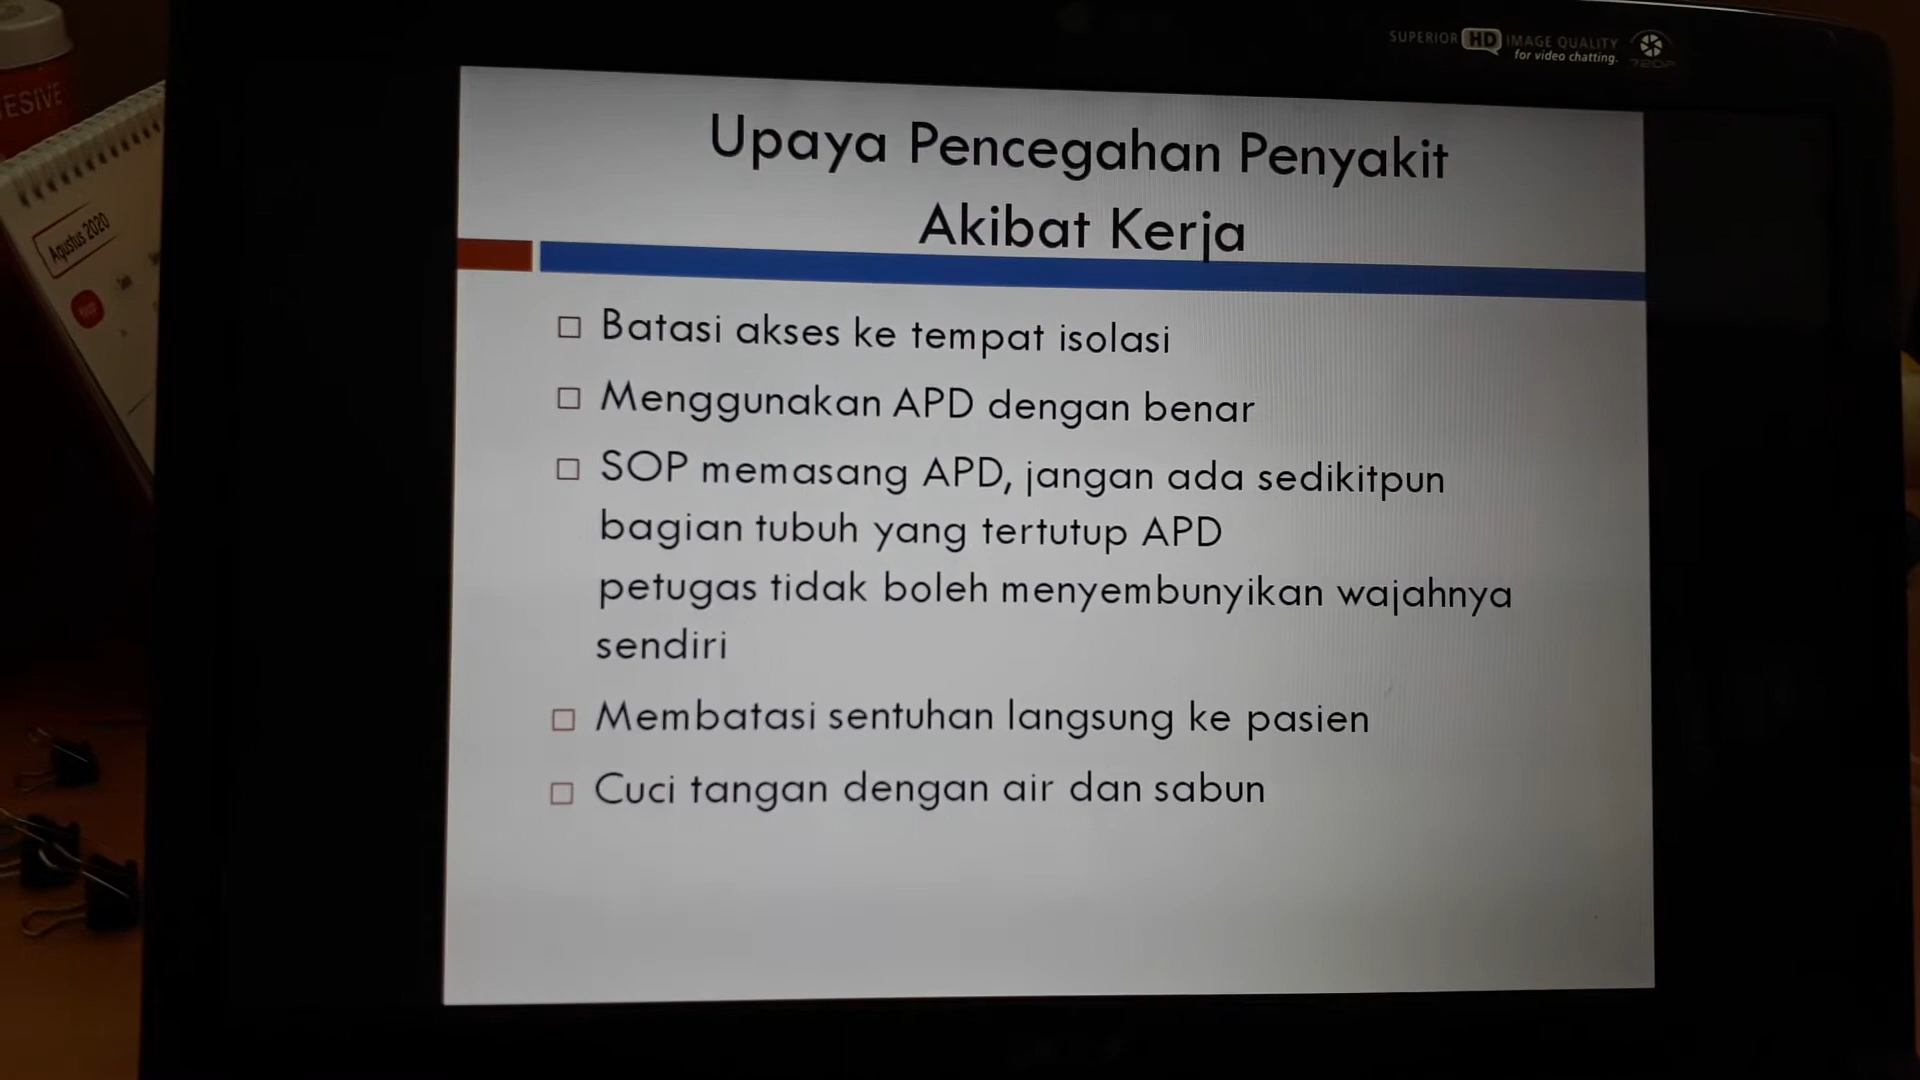 SUPERIOR HD IMAGE QUALITY
for video chatting.
720P
ESIVE
Agustus 2020
Upaya Pencegahan Penyakit
Akibat Kerja
Batasi akses ke tempat isolasi
Menggunakan APD dengan benar
SOP memasang APD, jangan ada sedikitpun
bagian tubuh yang tertutup APD
petugas tidak boleh menyembunyikan wajahnya
sendiri
Membatasi sentuhan langsung ke pasien
Cuci tangan dengan air dan sabun